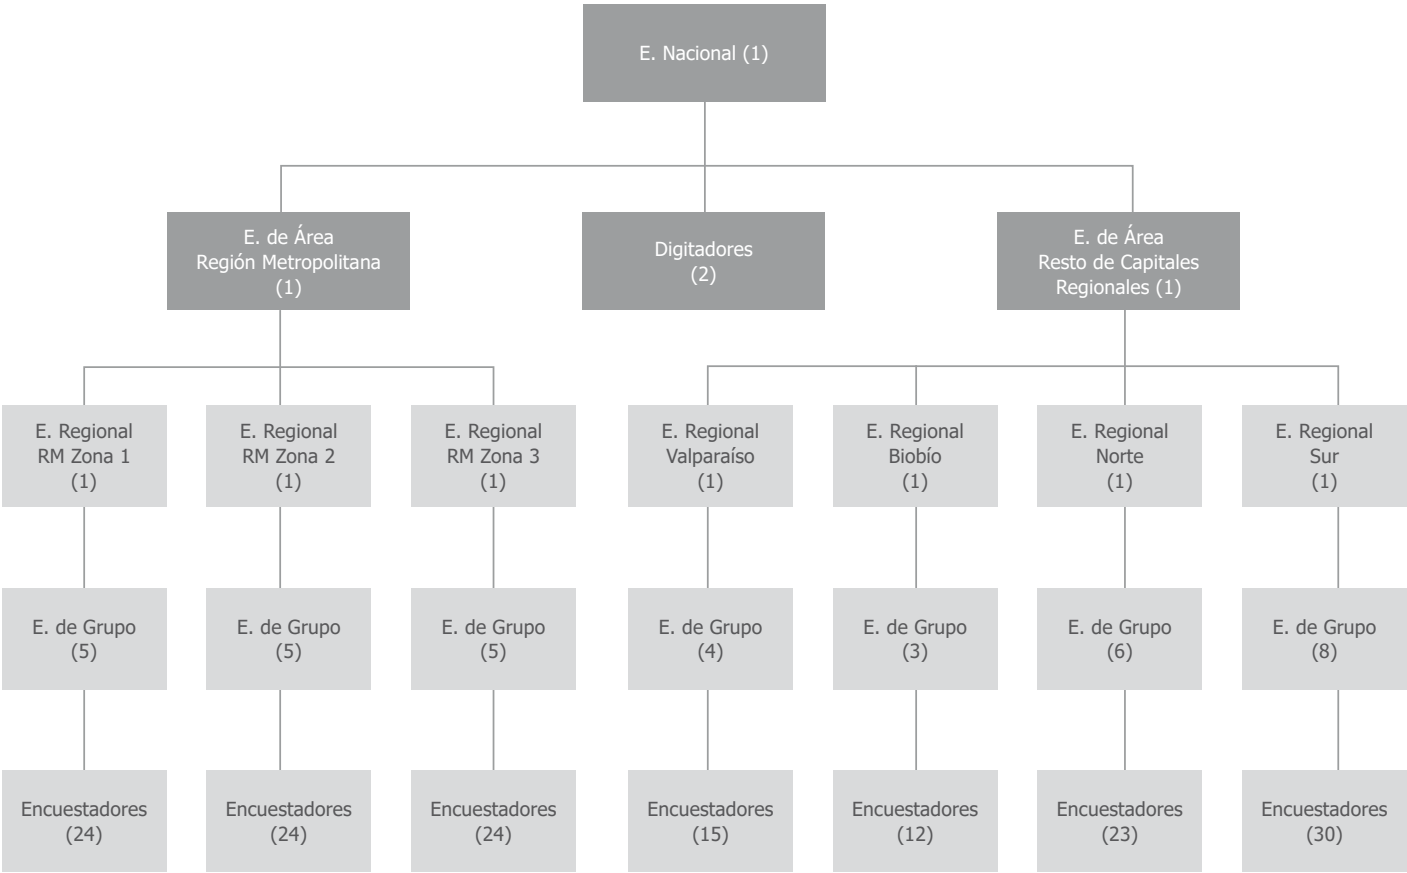 E. Nacional (1)
E. de Área
Región Metropolitana
(1)
Digitadores
(2)
E. de Área
Resto de Capitales
Regionales (1)
E. Regional
RM Zona 1
(1)
E. Regional
RM Zona 2
(1)
E. Regional
RM Zona 3
(1)
E. Regional
Valparaíso
(1)
E. Regional
Biobío
(1)
E. Regional
Norte
(1)
E. Regional
Sur
(1)
E. de Grupo
(5)
E. de Grupo
(5)
E. de Grupo
(5)
E. de Grupo
(4)
E. de Grupo
(3)
E. de Grupo
(6)
E. de Grupo
(8)
Encuestadores
(24)
Encuestadores
(24)
Encuestadores
(24)
Encuestadores
(15)
Encuestadores
(12)
Encuestadores
(23)
Encuestadores
(30)